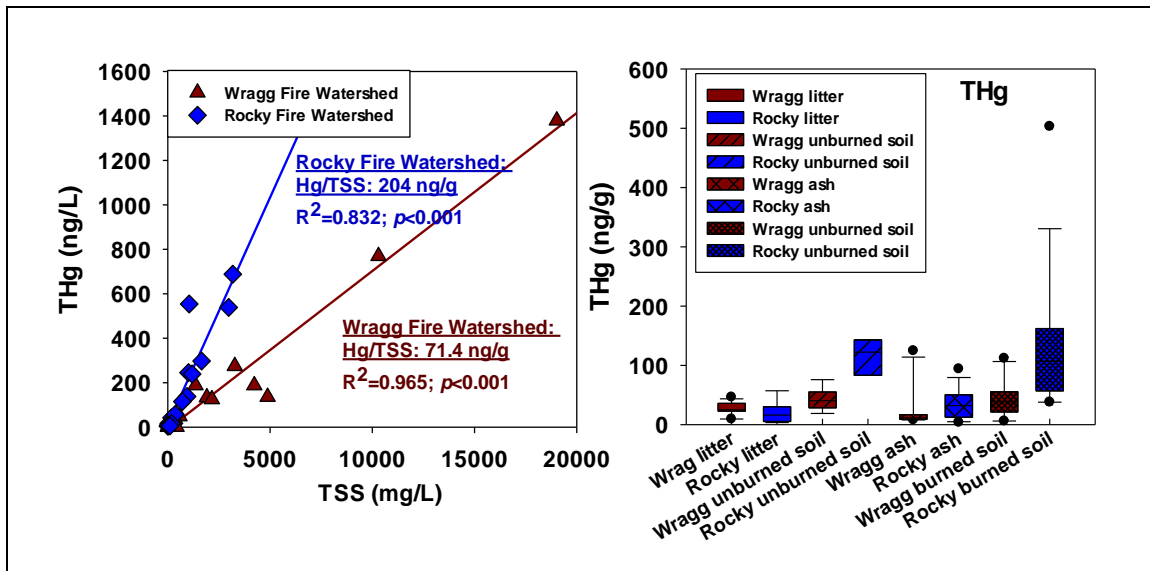 1600
1400
1200
1000
800
600
400
200
0
THg (ng/L)
Wragg Fire Watershed
Rocky Fire Watershed
Rocky Fire Watershed:
Hg/TSS: 204 ng/g
R2=0.832; p<0.001
Wragg Fire Watershed:
Hg/TSS: 71.4 ng/g
R2=0.965; p<0.001
0 5000 10000 15000 20000
TSS (mg/L)
600
500
400
300
200
100
0
THg (ng/g)
THg
Wragg litter
Rocky litter
Wragg unburned soil
Rocky unburned soil
Wragg ash
Rocky ash
Wragg unburned soil
Rocky unburned soil
Wrag litter
Rocky litter
Wragg unburned soil
Rocky unburned soil
Wragg ash
Rocky ash
Wragg burned soil
Rocky burned soil